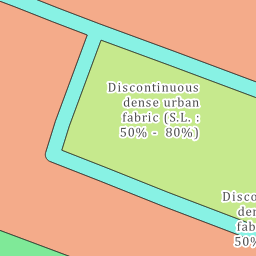 Discontinuous
dense urban
fabric (S.L. :
50% - 80%)
Disco
den
fab
50%